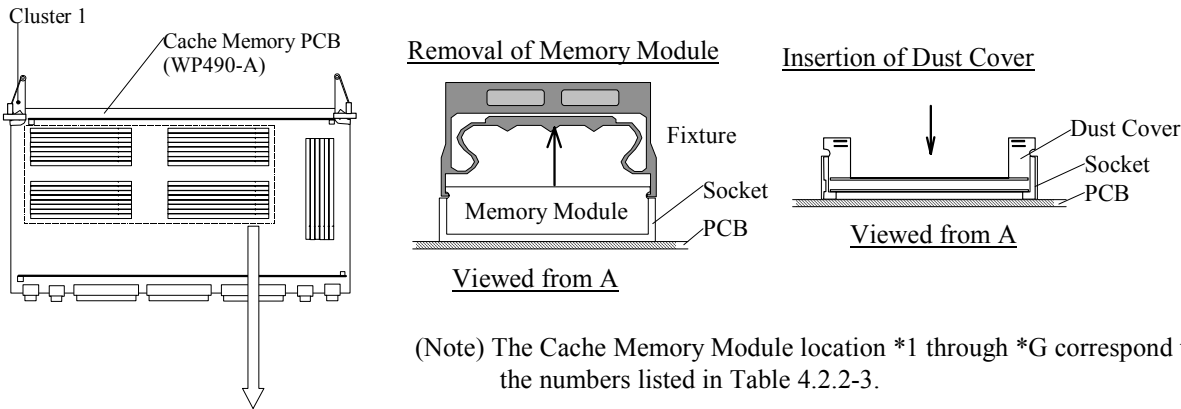 Cluster 1
Cache Memory PCB
(WP490-A)
Removal of Memory Module
Fixture
Socket
Memory Module
PCB
Viewed from A
Insertion of Dust Cover
Dust Cover
Socket
PCB
Viewed from A
(Note) The Cache Memory Module location *1 through *G correspond
the numbers listed in Table 4.2.2-3.